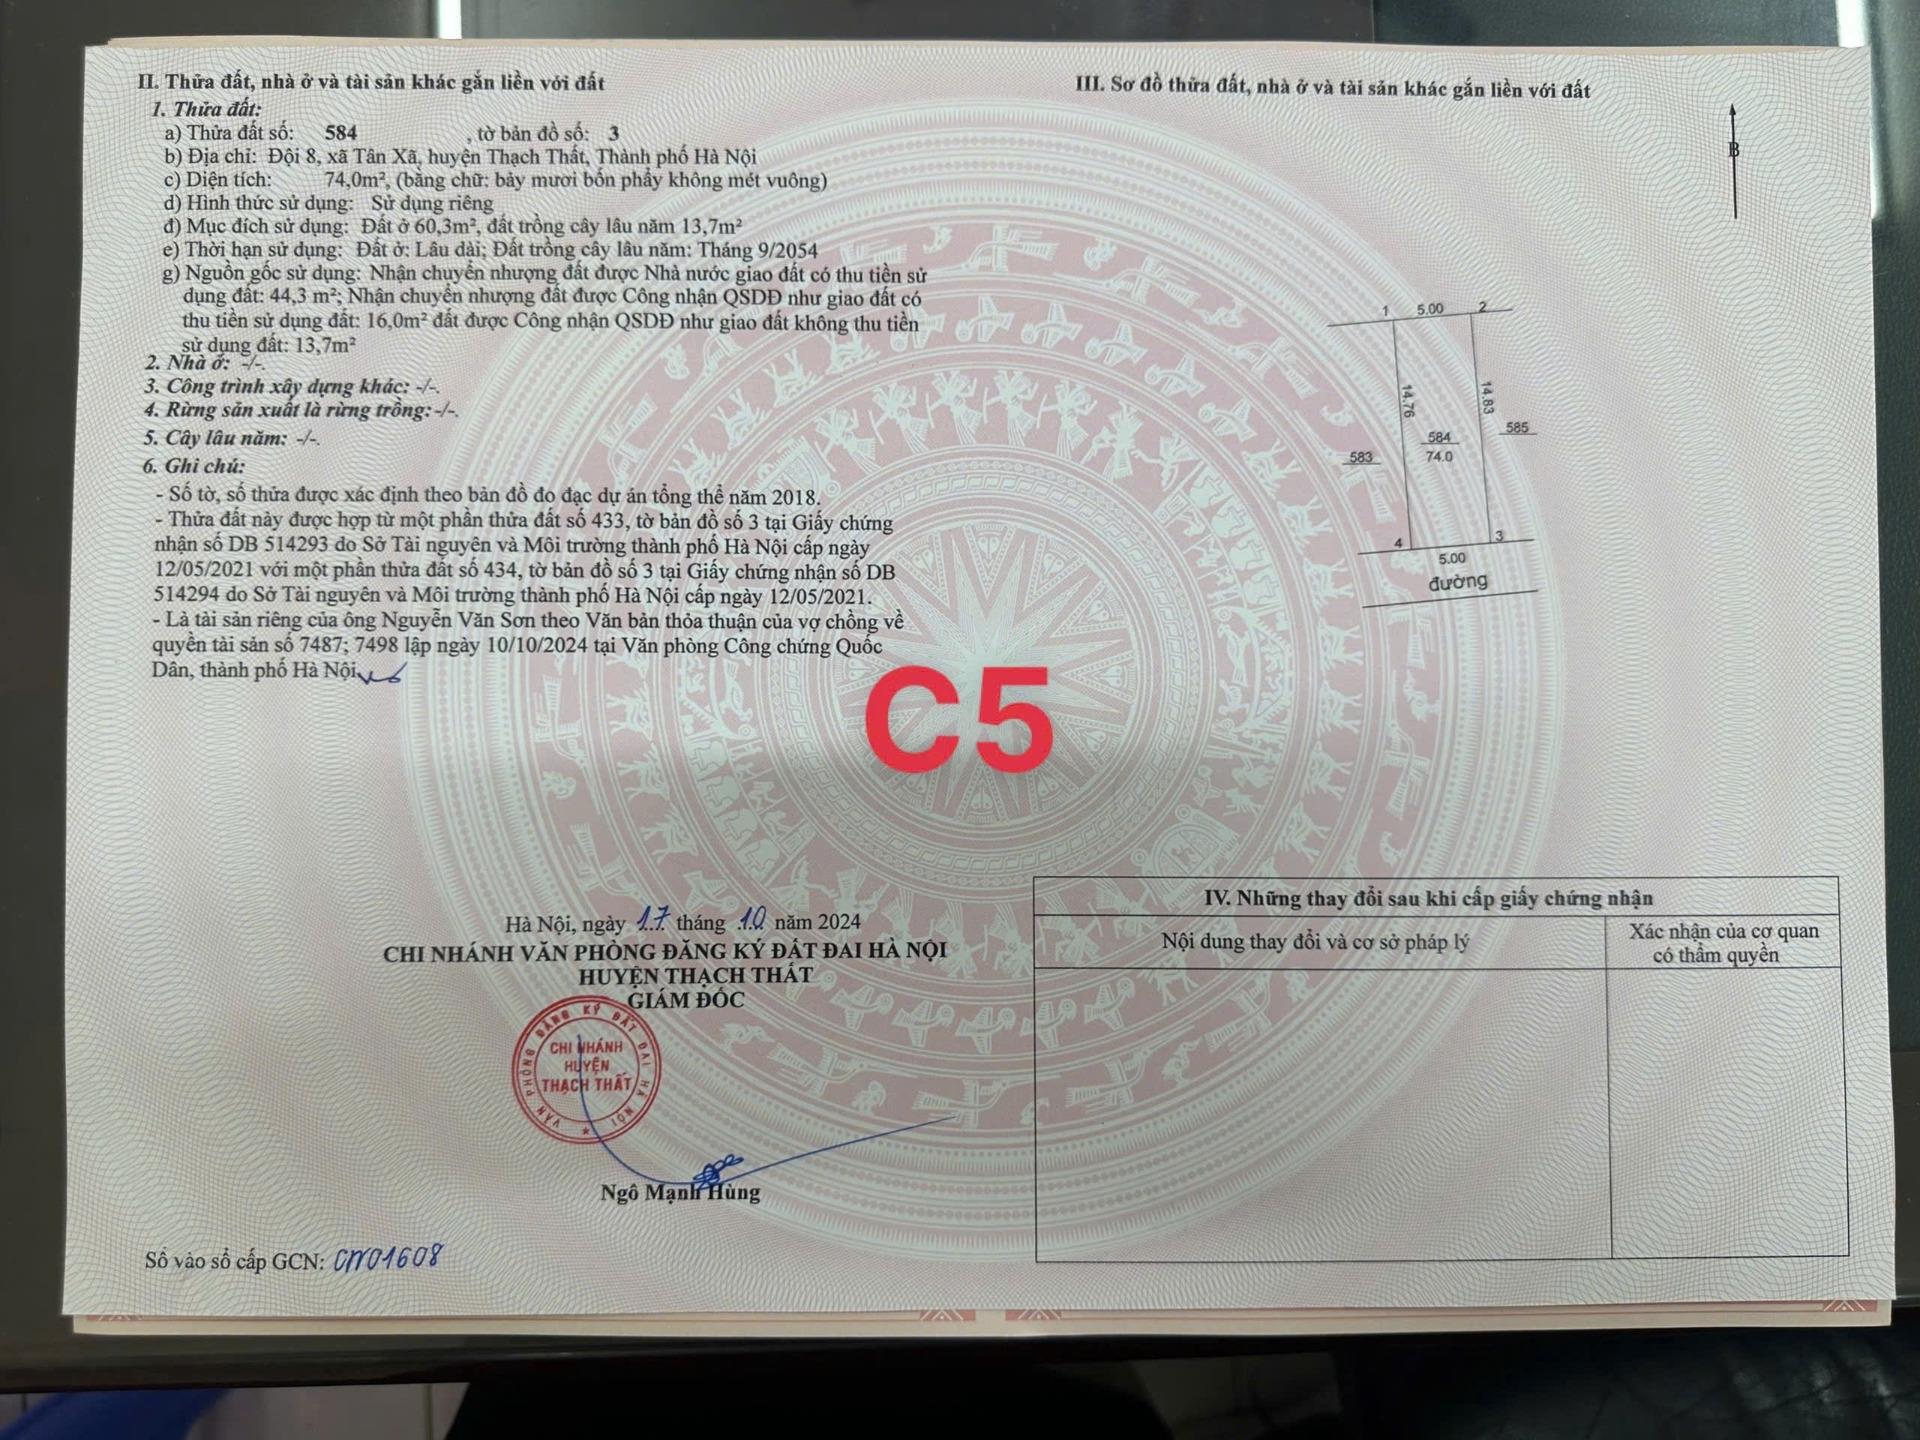 II. Thửa đất, nhà ở và tài sản khác gắn liền với đất
1. Thửa đất:
a) Thửa đất số: 584 , tờ bản đồ số: 3
b) Địa chỉ: Đội 8, xã Tân Xã, huyện Thạch Thất, Thành phố Hà Nội
c) Diện tích: 74,0m², (bằng chữ: bảy mươi bốn phẩy không mét vuông)
d) Hình thức sử dụng: Sử dụng riêng
đ) Mục đích sử dụng: Đất ở 60,3m², đất trồng cây lâu năm 13,7m²
e) Thời hạn sử dụng: Đất ở: Lâu dài; Đất trồng cây lâu năm: Tháng 9/2054
g) Nguồn gốc sử dụng: Nhận chuyển nhượng đất được Nhà nước giao đất có thu tiền sử
dụng đất: 44,3 m²; Nhận chuyển nhượng đất được Công nhận QSDĐ như giao đất có
thu tiền sử dụng đất: 16,0m² đất được Công nhận QSDĐ như giao đất không thu tiền
sử dụng đất: 13,7m²
2. Nhà ở: -/-.
3. Công trình xây dựng khác: -/-.
4. Rừng sản xuất là rừng trồng:-/-.
5. Cây lâu năm: -/-.
6. Ghi chú:
- Số tờ, số thửa được xác định theo bản đồ đo đạc dự án tổng thể năm 2018.
- Thửa đất này được hợp từ một phần thửa đất số 433, tờ bản đồ số 3 tại Giấy chứng
nhận số DB 514293 do Sở Tài nguyên và Môi trường thành phố Hà Nội cấp ngày
12/05/2021 với một phần thửa đất số 434, tờ bản đồ số 3 tại Giấy chứng nhận số DB
514294 do Sở Tài nguyên và Môi trường thành phố Hà Nội cấp ngày 12/05/2021.
- Là tài sản riêng của ông Nguyễn Văn Sơn theo Văn bản thỏa thuận của vợ chồng về
quyền tài sản số 7487; 7498 lập ngày 10/10/2024 tại Văn phòng Công chứng Quốc
Dân, thành phố Hà Nội.
C5
Hà Nội, ngày 17 tháng 10 năm 2024
CHI NHÁNH VĂN PHÒNG ĐĂNG KÝ ĐẤT ĐAI HÀ NỘI
HUYỆN THẠCH THẤT
GIÁM ĐỐC
VĂN PHÒNG ĐĂNG KÝ ĐẤT ĐAI HÀ NỘI
CHI NHÁNH
HUYỆN
THẠCH THẤT
Ngô Mạnh Hùng
Số vào sổ cấp GCN: CN01608
III. Sơ đồ thửa đất, nhà ở và tài sản khác gắn liền với đất
B
1 5.00 2
14.76
14.83
583
584
74.0
585
4
3
5.00
đường
IV. Những thay đổi sau khi cấp giấy chứng nhận
Nội dung thay đổi và cơ sở pháp lý
Xác nhận của cơ quan
có thẩm quyền